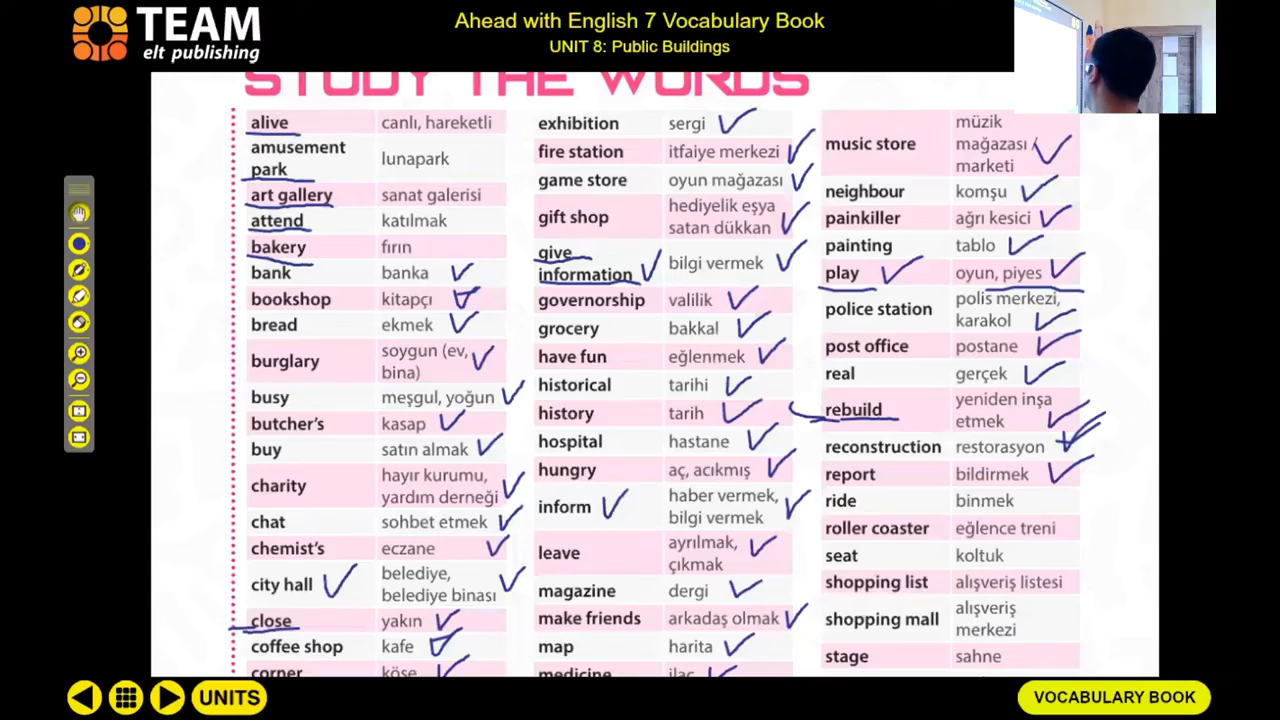 TEAM
elt publishing
Ahead with English 7 Vocabulary Book
UNIT 8: Public Buildings
STUDY THE WORDS
alive canlı, hareketli
amusement park lunapark
art gallery sanat galerisi
attend katılmak
bakery fırın
bank banka
bookshop kitapçı
bread ekmek
burglary soygun (ev, bina)
busy meşgul, yoğun
butcher's kasap
buy satın almak
charity hayır kurumu, yardım derneği
chat sohbet etmek
chemist's eczane
city hall belediye, belediye binası
close yakın
coffee shop kafe
corner köşe
exhibition sergi
fire station itfaiye merkezi
game store oyun mağazası
gift shop hediyelik eşya satan dükkan
give information bilgi vermek
governorship valilik
grocery bakkal
have fun eğlenmek
historical tarihi
history tarih
hospital hastane
hungry aç, acıkmış
inform haber vermek, bilgi vermek
leave ayrılmak, çıkmak
magazine dergi
make friends arkadaş olmak
map harita
medicine ilaç
music store müzik mağazası / marketi
neighbour komşu
painkiller ağrı kesici
painting tablo
play oyun, piyes
police station polis merkezi, karakol
post office postane
real gerçek
rebuild yeniden inşa etmek
reconstruction restorasyon
report bildirmek
ride binmek
roller coaster eğlence treni
seat koltuk
shopping list alışveriş listesi
shopping mall alışveriş merkezi
stage sahne
UNITS
VOCABULARY BOOK